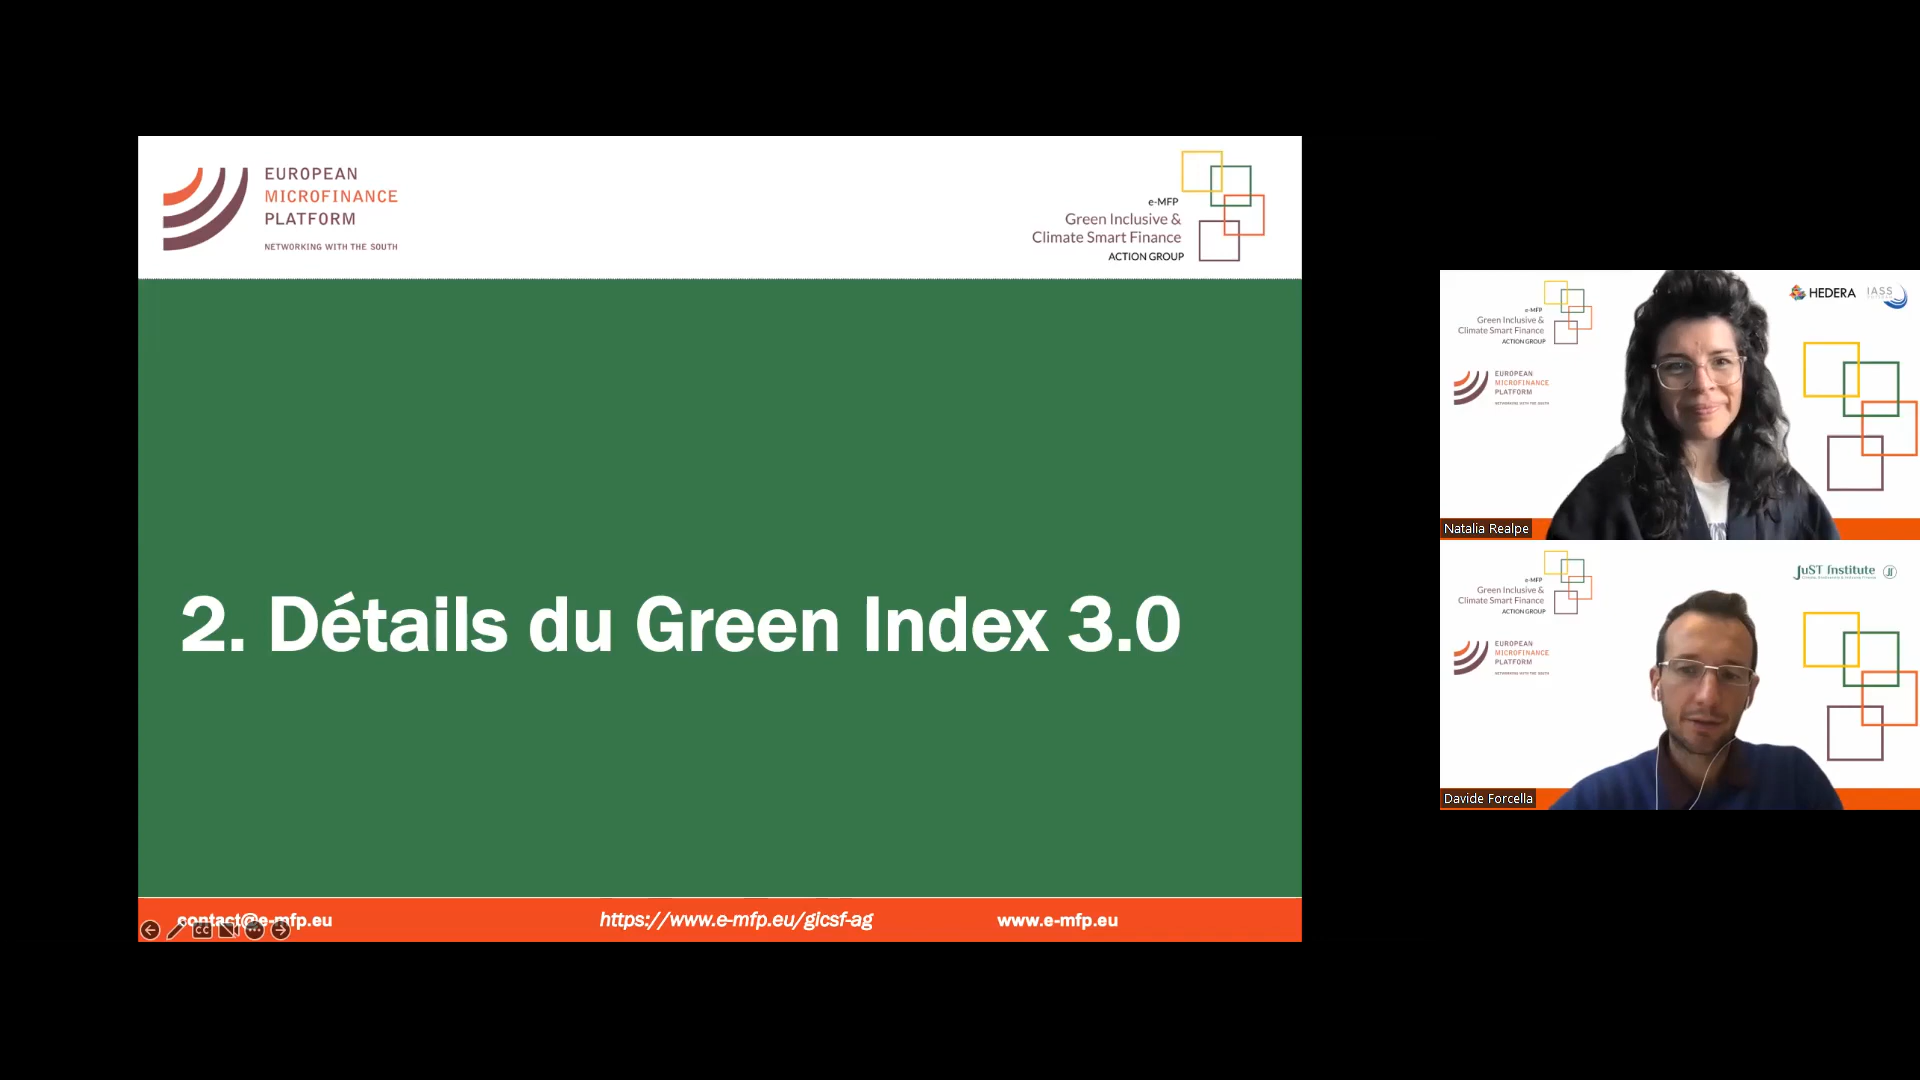 EUROPEAN
MICROFINANCE
PLATFORM
NETWORKING WITH THE SOUTH
e-MFP
Green Inclusive &
Climate Smart Finance
ACTION GROUP
2. Détails du Green Index 3.0
contact@e-mfp.eu
https://www.e-mfp.eu/gicsf-ag
www.e-mfp.eu
e-MFP
Green Inclusive &
Climate Smart Finance
ACTION GROUP
EUROPEAN
MICROFINANCE
PLATFORM
NETWORKING WITH THE SOUTH
HEDERA
IASS
Natalia Realpe
e-MFP
Green Inclusive &
Climate Smart Finance
ACTION GROUP
EUROPEAN
MICROFINANCE
PLATFORM
NETWORKING WITH THE SOUTH
JuST Institute
Davide Forcella